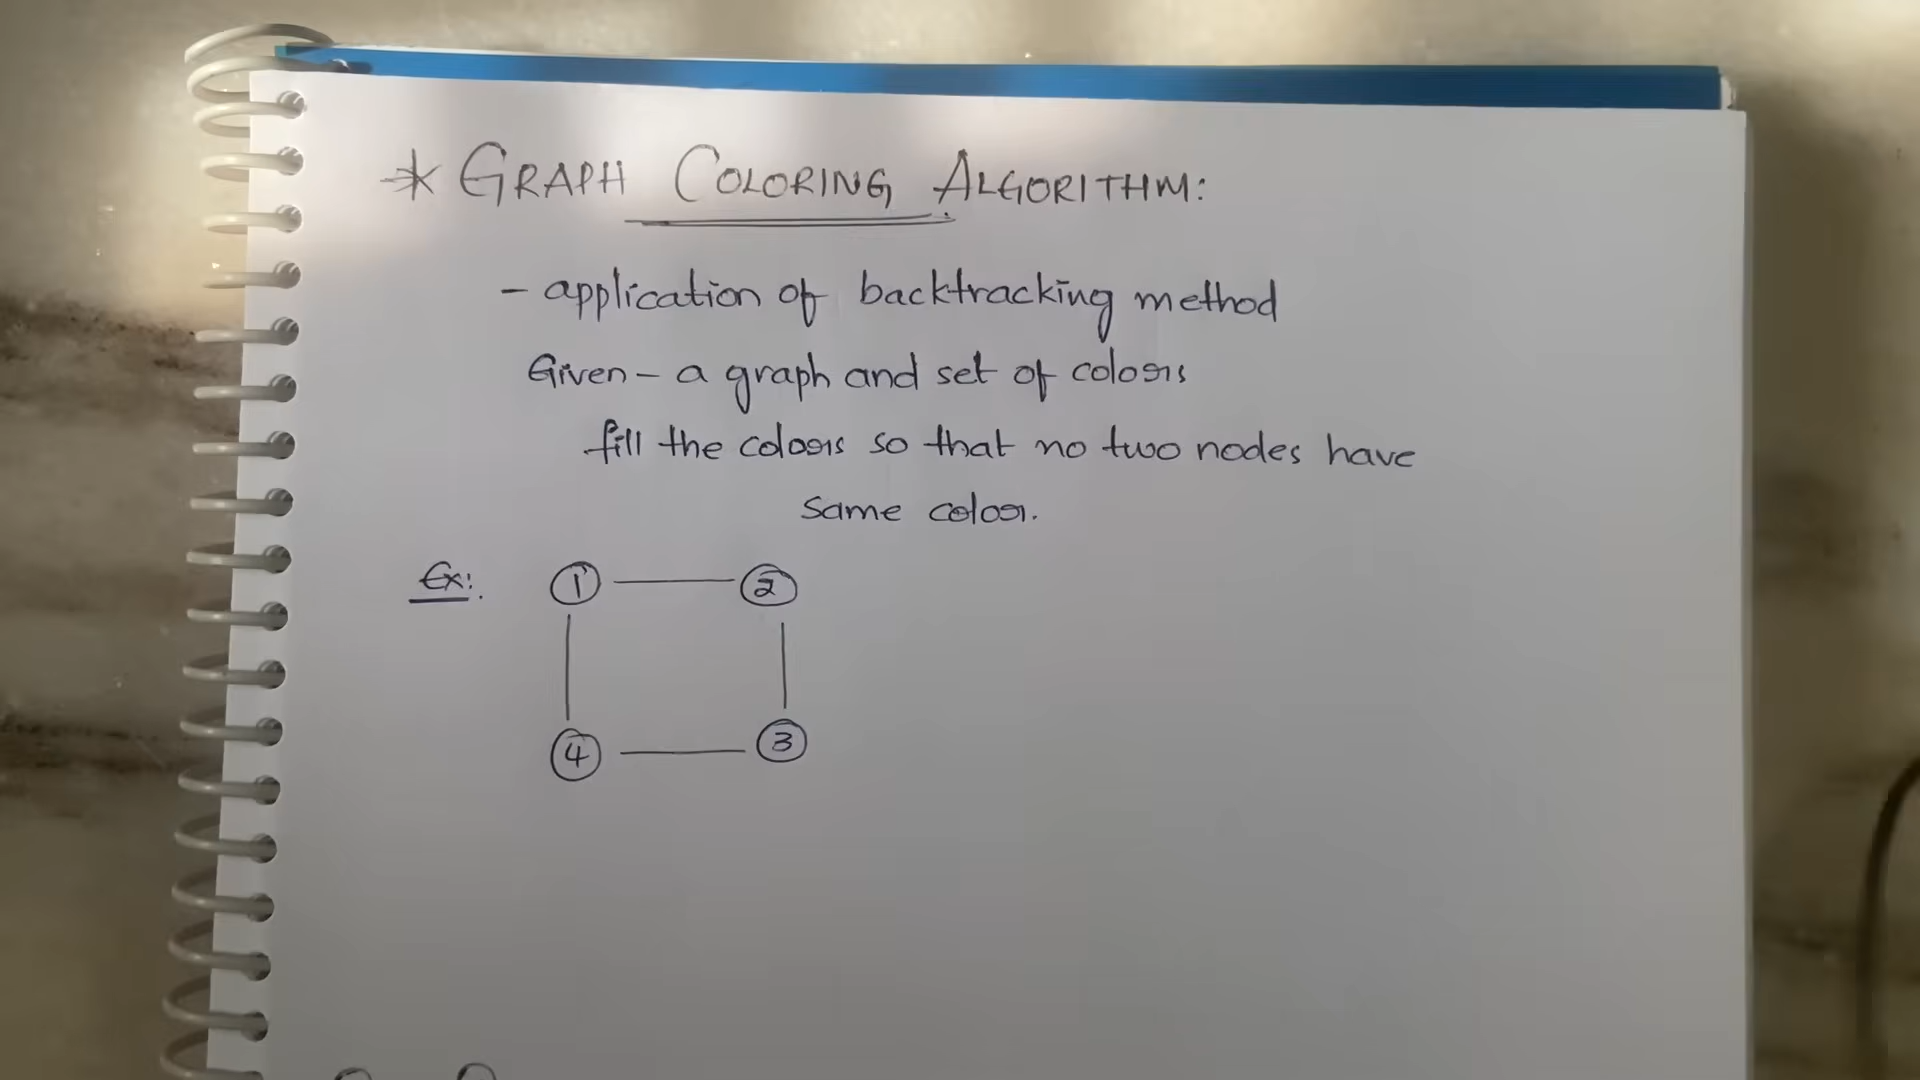 * GRAPH COLORING ALGORITHM:
- application of backtracking method
Given - a graph and set of colors
fill the colors so that no two nodes have
same color.
Ex:
1 2
4 3